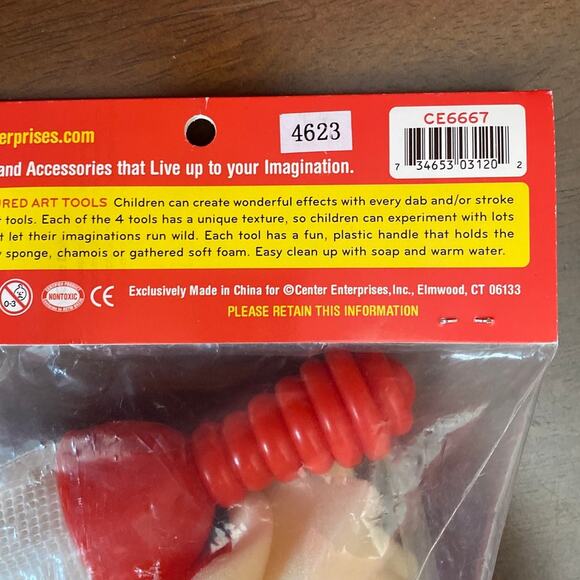 erprises.com
4623
CE6667
7 34653 03120 2
and Accessories that Live up to your Imagination.
URED ART TOOLS Children can create wonderful effects with every dab and/or stroke
tools. Each of the 4 tools has a unique texture, so children can experiment with lots
let their imaginations run wild. Each tool has a fun, plastic handle that holds the
sponge, chamois or gathered soft foam. Easy clean up with soap and warm water.
0-3
NONTOXIC
CE
Exclusively Made in China for ©Center Enterprises, Inc., Elmwood, CT 06133
PLEASE RETAIN THIS INFORMATION